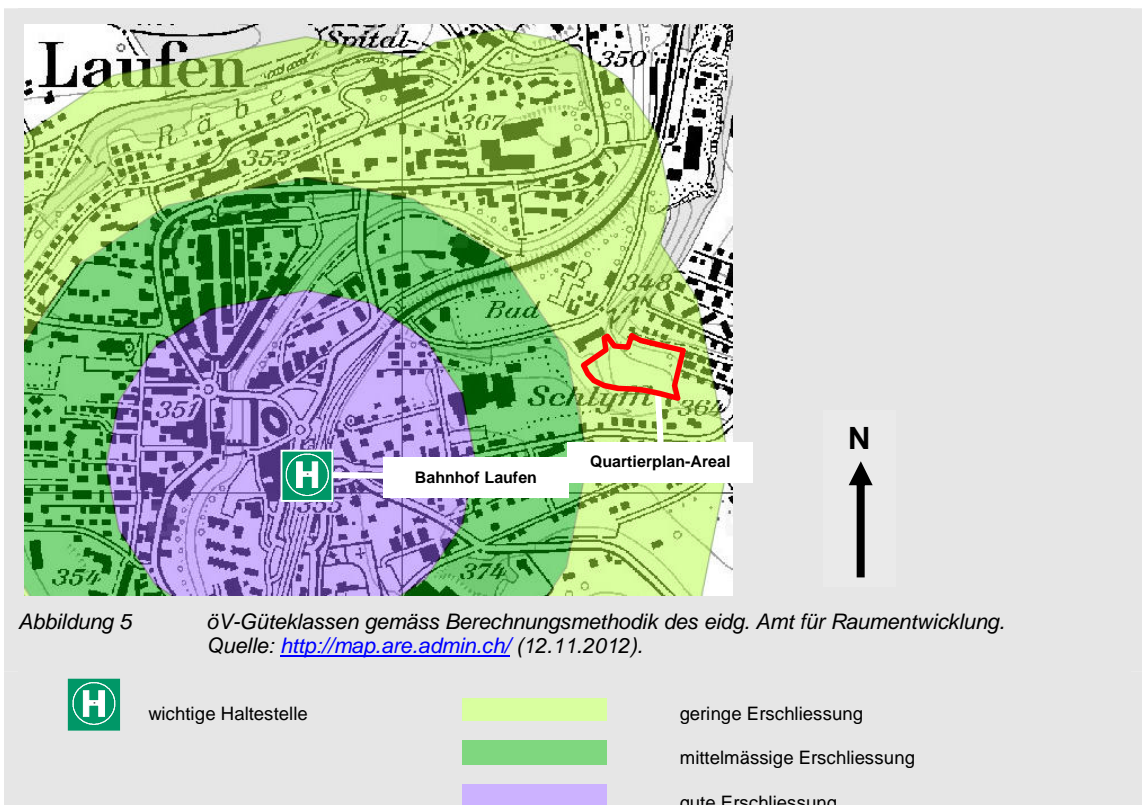 Laufen
Spital
350
Räbe
367
352
Bad
348
351
Schlyff
364
H
Bahnhof Laufen
Quartierplan-Areal
N
355
354
374
Abbildung 5 öV-Güteklassen gemäss Berechnungsmethodik des eidg. Amt für Raumentwicklung.
Quelle: http://map.are.admin.ch/ (12.11.2012).
H wichtige Haltestelle geringe Erschliessung
mittelmässige Erschliessung
gute Erschliessung